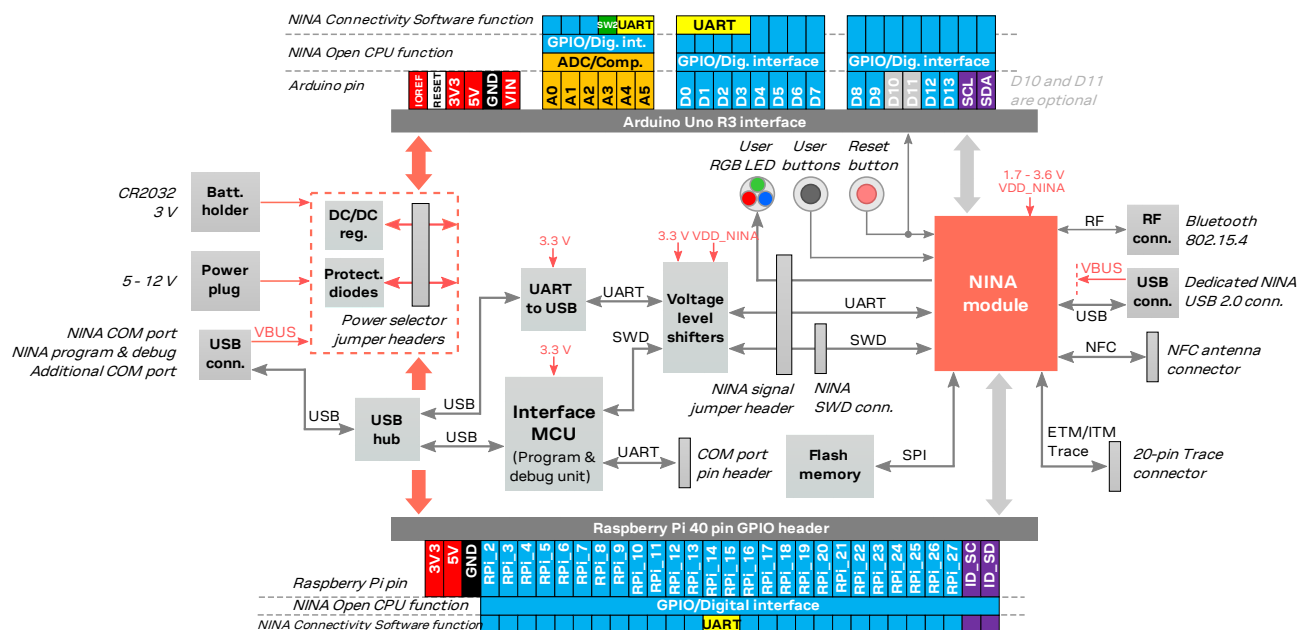 NINA Connectivity Software function
SW2 UART
UART
NINA Open CPU function
GPIO/Dig. int.
ADC/Comp.
GPIO/Dig. interface
GPIO/Dig. interface
Arduino pin
IOREF RESET 3V3 5V GND VIN
A0 A1 A2 A3 A4 A5
D0 D1 D2 D3 D4 D5 D6 D7
D8 D9 D10 D11 D12 D13 SCL SDA
D10 and D11
are optional
Arduino Uno R3 interface
User
RGB LED
User
buttons
Reset
button
1.7 - 3.6 V
VDD_NINA
CR2032
3 V
Batt.
holder
DC/DC
reg.
5 - 12 V
Power
plug
Protect.
diodes
Power selector
jumper headers
NINA COM port
NINA program & debug
Additional COM port
USB
conn.
VBUS
3.3 V
UART
to USB
UART
3.3 V VDD_NINA
Voltage
level
shifters
SWD
UART
SWD
NINA
module
RF
RF
conn.
Bluetooth
802.15.4
VBUS
USB
USB
conn.
Dedicated NINA
USB 2.0 conn.
NFC
NFC antenna
connector
NINA signal
jumper header
NINA
SWD conn.
USB
USB
hub
USB
USB
3.3 V
Interface
MCU
(Program &
debug unit)
UART
COM port
pin header
Flash
memory
SPI
ETM/ITM
Trace
20-pin Trace
connector
Raspberry Pi 40 pin GPIO header
Raspberry Pi pin
3V3 5V GND RPi_2 RPi_3 RPi_4 RPi_5 RPi_6 RPi_7 RPi_8 RPi_9 RPi_10 RPi_11 RPi_12 RPi_13 RPi_14 RPi_15 RPi_16 RPi_17 RPi_18 RPi_19 RPi_20 RPi_21 RPi_22 RPi_23 RPi_24 RPi_25 RPi_26 RPi_27 ID_SC ID_SD
NINA Open CPU function
GPIO/Digital interface
NINA Connectivity Software function
UART